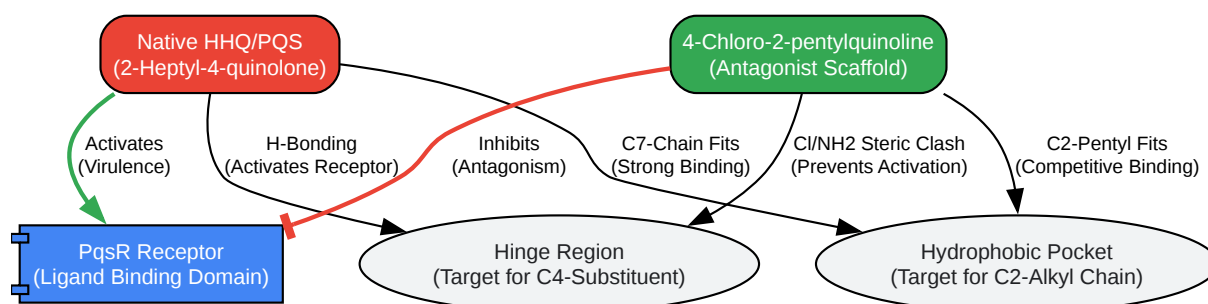 Native HHQ/PQS
(2-Heptyl-4-quinolone)
4-Chloro-2-pentylquinoline
(Antagonist Scaffold)
Activates
(Virulence)
H-Bonding
(Activates Receptor)
Inhibits
(Antagonism)
C7-Chain Fits
(Strong Binding)
Cl/NH2 Steric Clash
(Prevents Activation)
C2-Pentyl Fits
(Competitive Binding)
PqsR Receptor
(Ligand Binding Domain)
Hinge Region
(Target for C4-Substituent)
Hydrophobic Pocket
(Target for C2-Alkyl Chain)